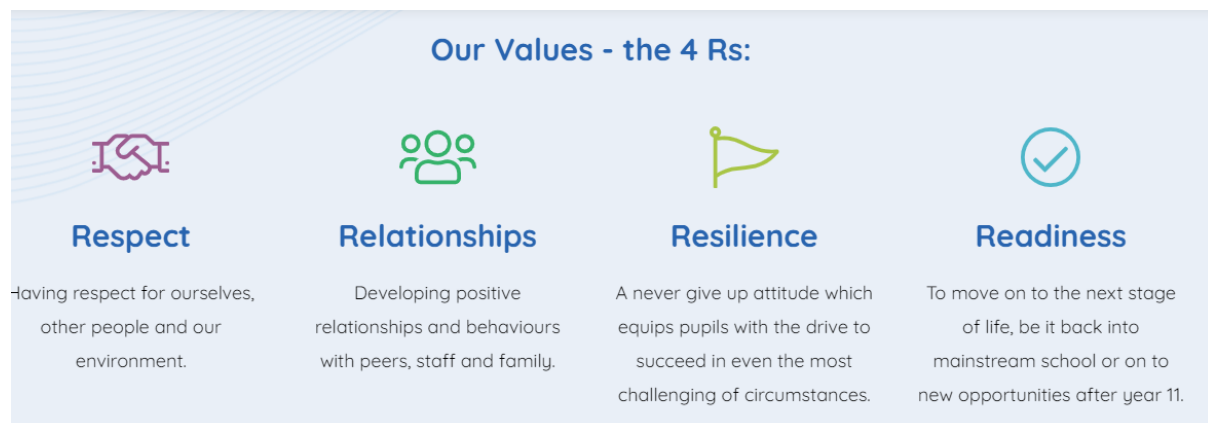 Our Values - the 4 Rs:
Respect
Having respect for ourselves,
other people and our
environment.
Relationships
Developing positive
relationships and behaviours
with peers, staff and family.
Resilience
A never give up attitude which
equips pupils with the drive to
succeed in even the most
challenging of circumstances.
Readiness
To move on to the next stage
of life, be it back into
mainstream school or on to
new opportunities after year 11.